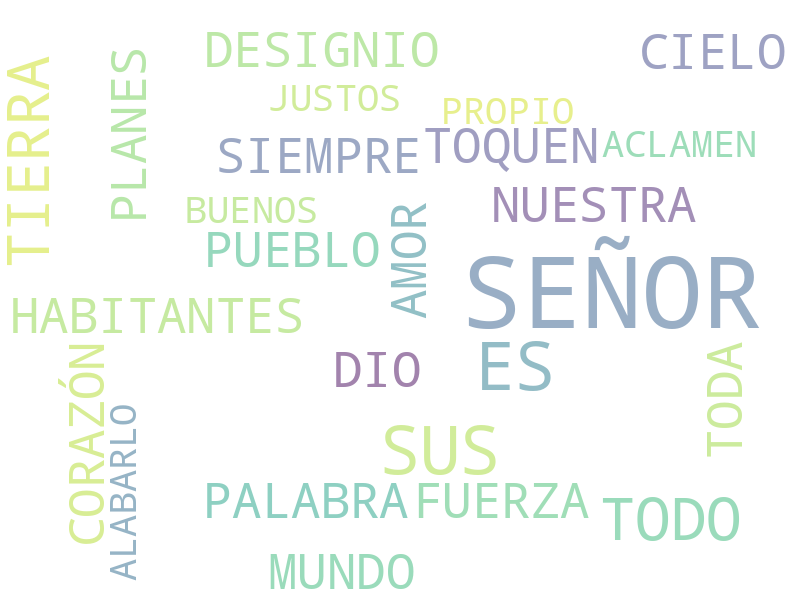 DESIGNIO
CIELO
TIERRA
PLANES
JUSTOS
PROPIO
SIEMPRE
TOQUEN
ACLAMEN
BUENOS
NUESTRA
PUEBLO
AMOR
SEÑOR
HABITANTES
DIO
ES
TODA
CORAZÓN
ALABARLO
SUS
PALABRA
FUERZA
TODO
MUNDO